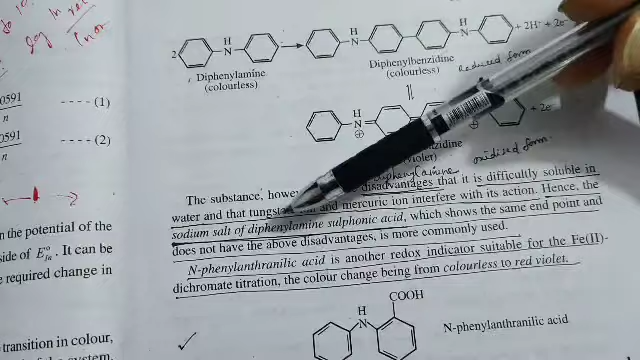 0591
n
---- (1)
0591
n
---- (2)
n the potential of the
side of E
It can be
e required change in
transition in colour,
H
2
N
H
N
H
N
+ 2H⁺ + 2e
Diphenylamine
(colourless)
Diphenylbenzidine
(colourless)
reduced form
H
N
⊕
⊕
+ 2e
oxidised form
The substance,
disadvantages that it is difficultly soluble in
water and that tungstate and mercuric ion interfere with its action. Hence, the
sodium salt of diphenylamine sulphonic acid, which shows the same end point and
does not have the above disadvantages, is more commonly used.
N-phenylanthranilic acid is another redox indicator suitable for the Fe(II)-
dichromate titration, the colour change being from colourless to red violet.
COOH
H
N
N-phenylanthranilic acid